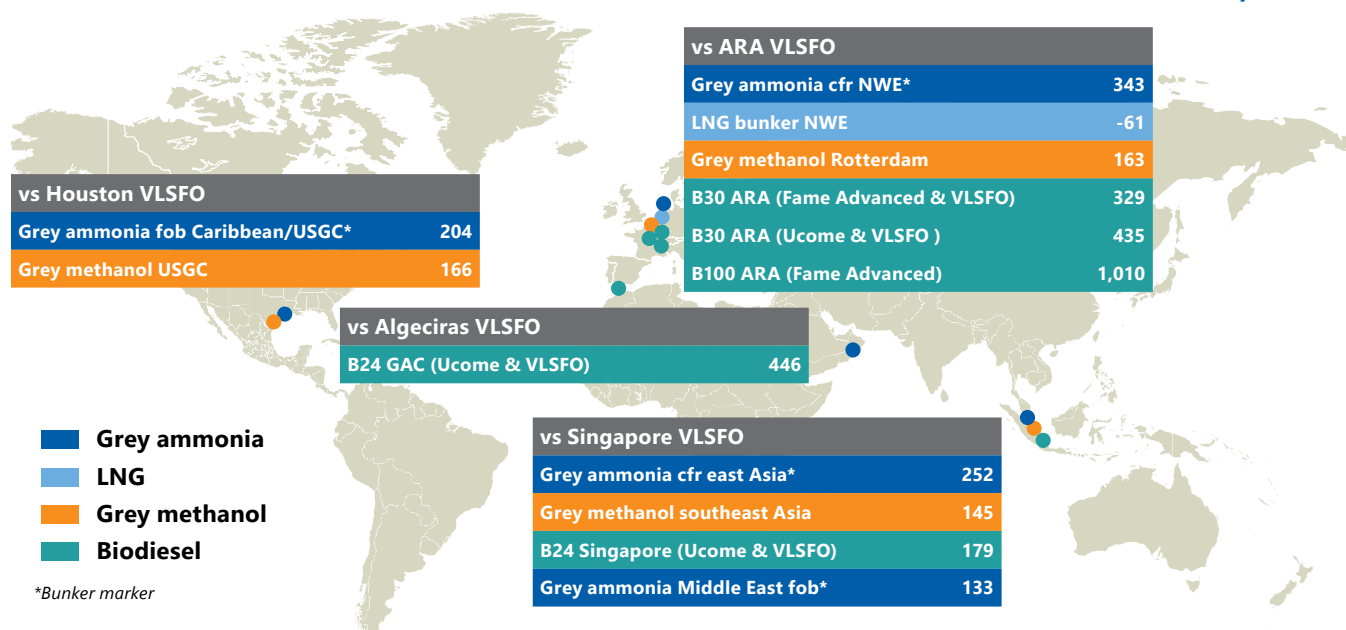 vs ARA VLSFO
Grey ammonia cfr NWE* 343
LNG bunker NWE -61
Grey methanol Rotterdam 163
B30 ARA (Fame Advanced & VLSFO) 329
B30 ARA (Ucome & VLSFO ) 435
B100 ARA (Fame Advanced) 1,010
vs Houston VLSFO
Grey ammonia fob Caribbean/USGC* 204
Grey methanol USGC 166
vs Algeciras VLSFO
B24 GAC (Ucome & VLSFO) 446
vs Singapore VLSFO
Grey ammonia cfr east Asia* 252
Grey methanol southeast Asia 145
B24 Singapore (Ucome & VLSFO) 179
Grey ammonia Middle East fob* 133
Grey ammonia
LNG
Grey methanol
Biodiesel
*Bunker marker